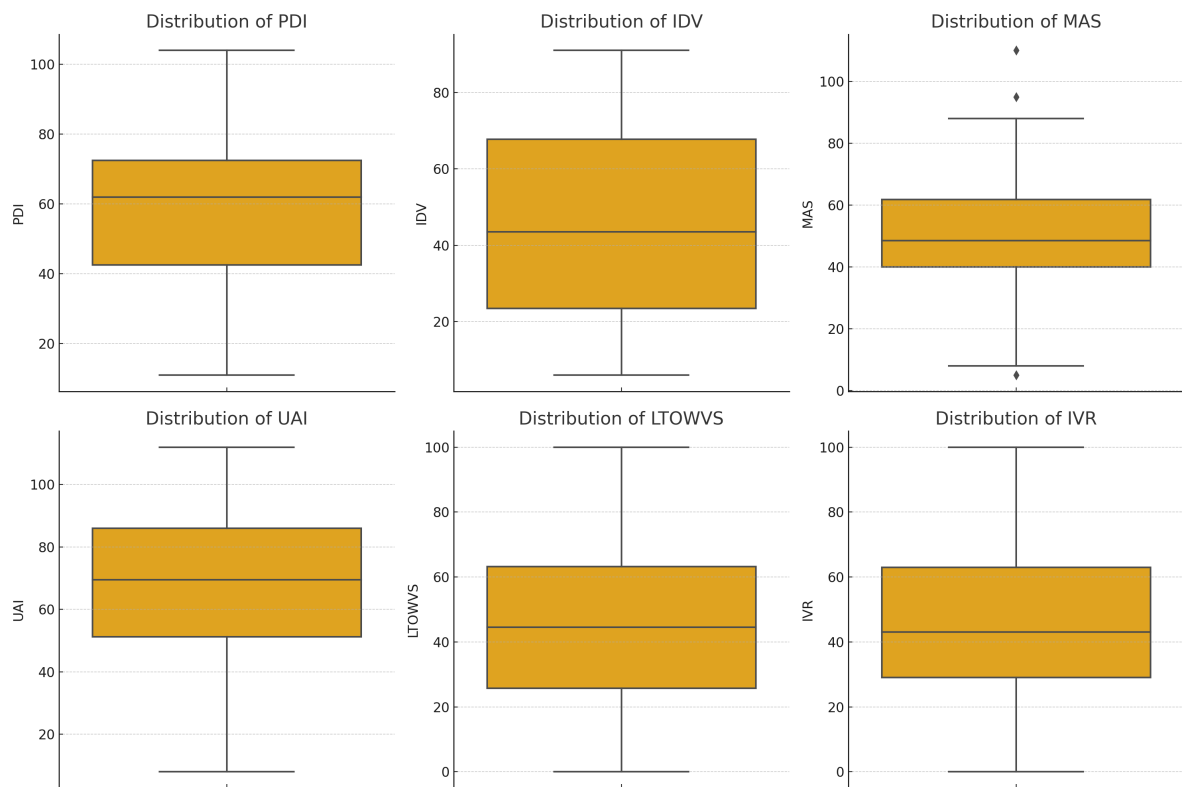 Distribution of PDI
100
80
60
40
20
PDI
Distribution of IDV
80
60
40
20
IDV
Distribution of MAS
100
80
60
40
20
0
MAS
Distribution of UAI
100
80
60
40
20
UAI
Distribution of LTOWVS
100
80
60
40
20
0
LTOWVS
Distribution of IVR
100
80
60
40
20
0
IVR